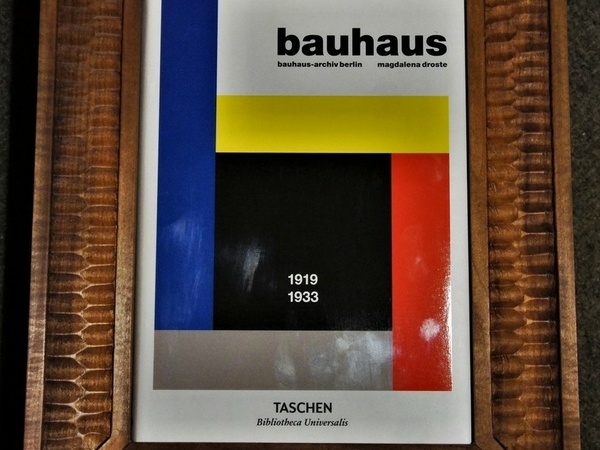 bauhaus
bauhaus-archiv berlin magdalena droste
1919
1933
TASCHEN
Bibliotheca Universalis